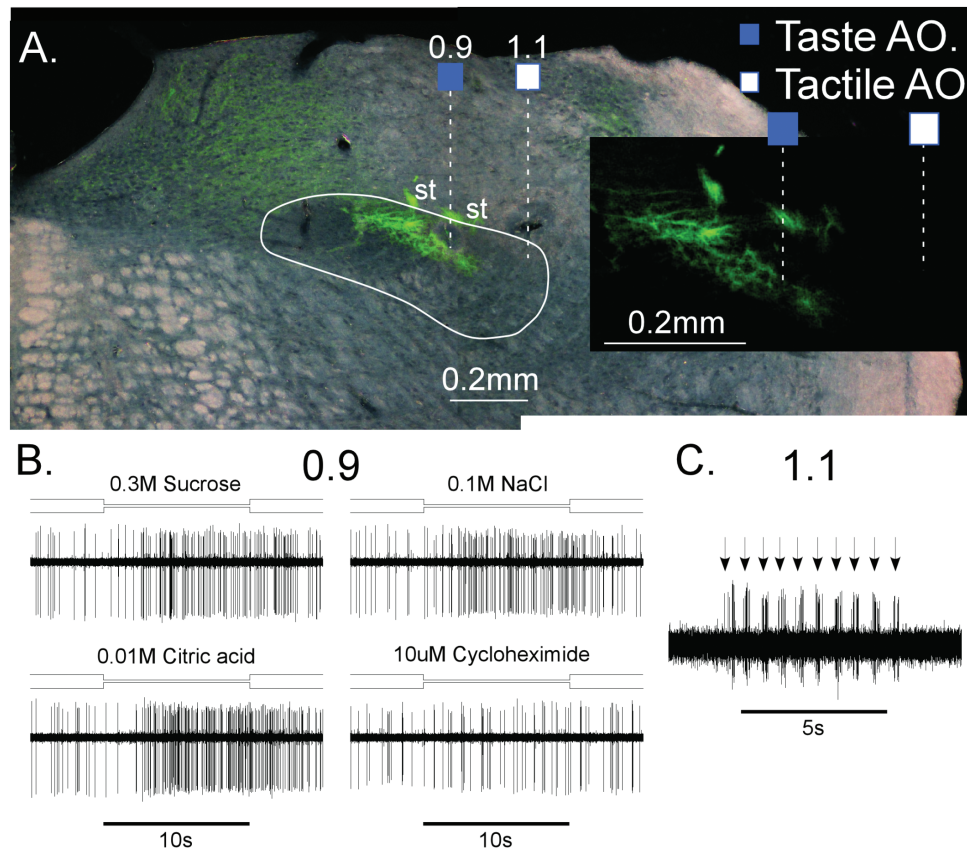 A.
0.9
1.1
Taste AO.
Tactile AO
st
st
0.2mm
0.2mm
B.
0.9
0.3M Sucrose
0.1M NaCl
0.01M Citric acid
10uM Cycloheximide
10s
10s
C.
1.1
5s